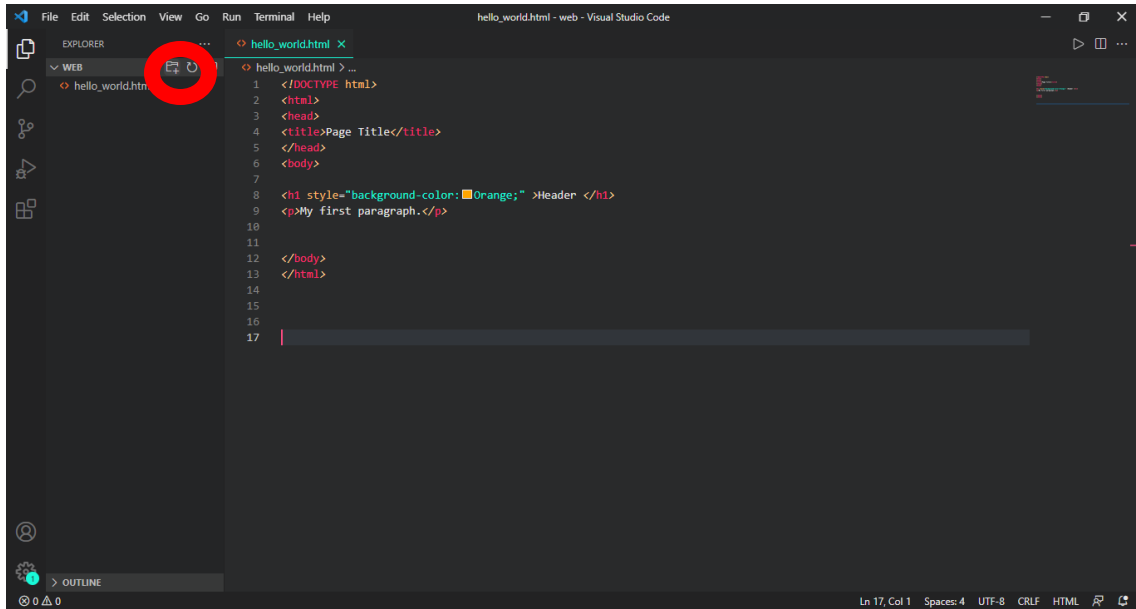 File Edit Selection View Go Run Terminal Help
hello_world.html - web - Visual Studio Code
EXPLORER
hello_world.html
WEB
hello_world.html > ...
1 <!DOCTYPE html>
2 <html>
3 <head>
4 <title>Page Title</title>
5 </head>
6 <body>
7
8 <h1 style="background-color:Orange;" >Header </h1>
9 <p>My first paragraph.</p>
10
11
12 </body>
13 </html>
14
15
16
17
1
OUTLINE
0 0
Ln 17, Col 1 Spaces: 4 UTF-8 CRLF HTML